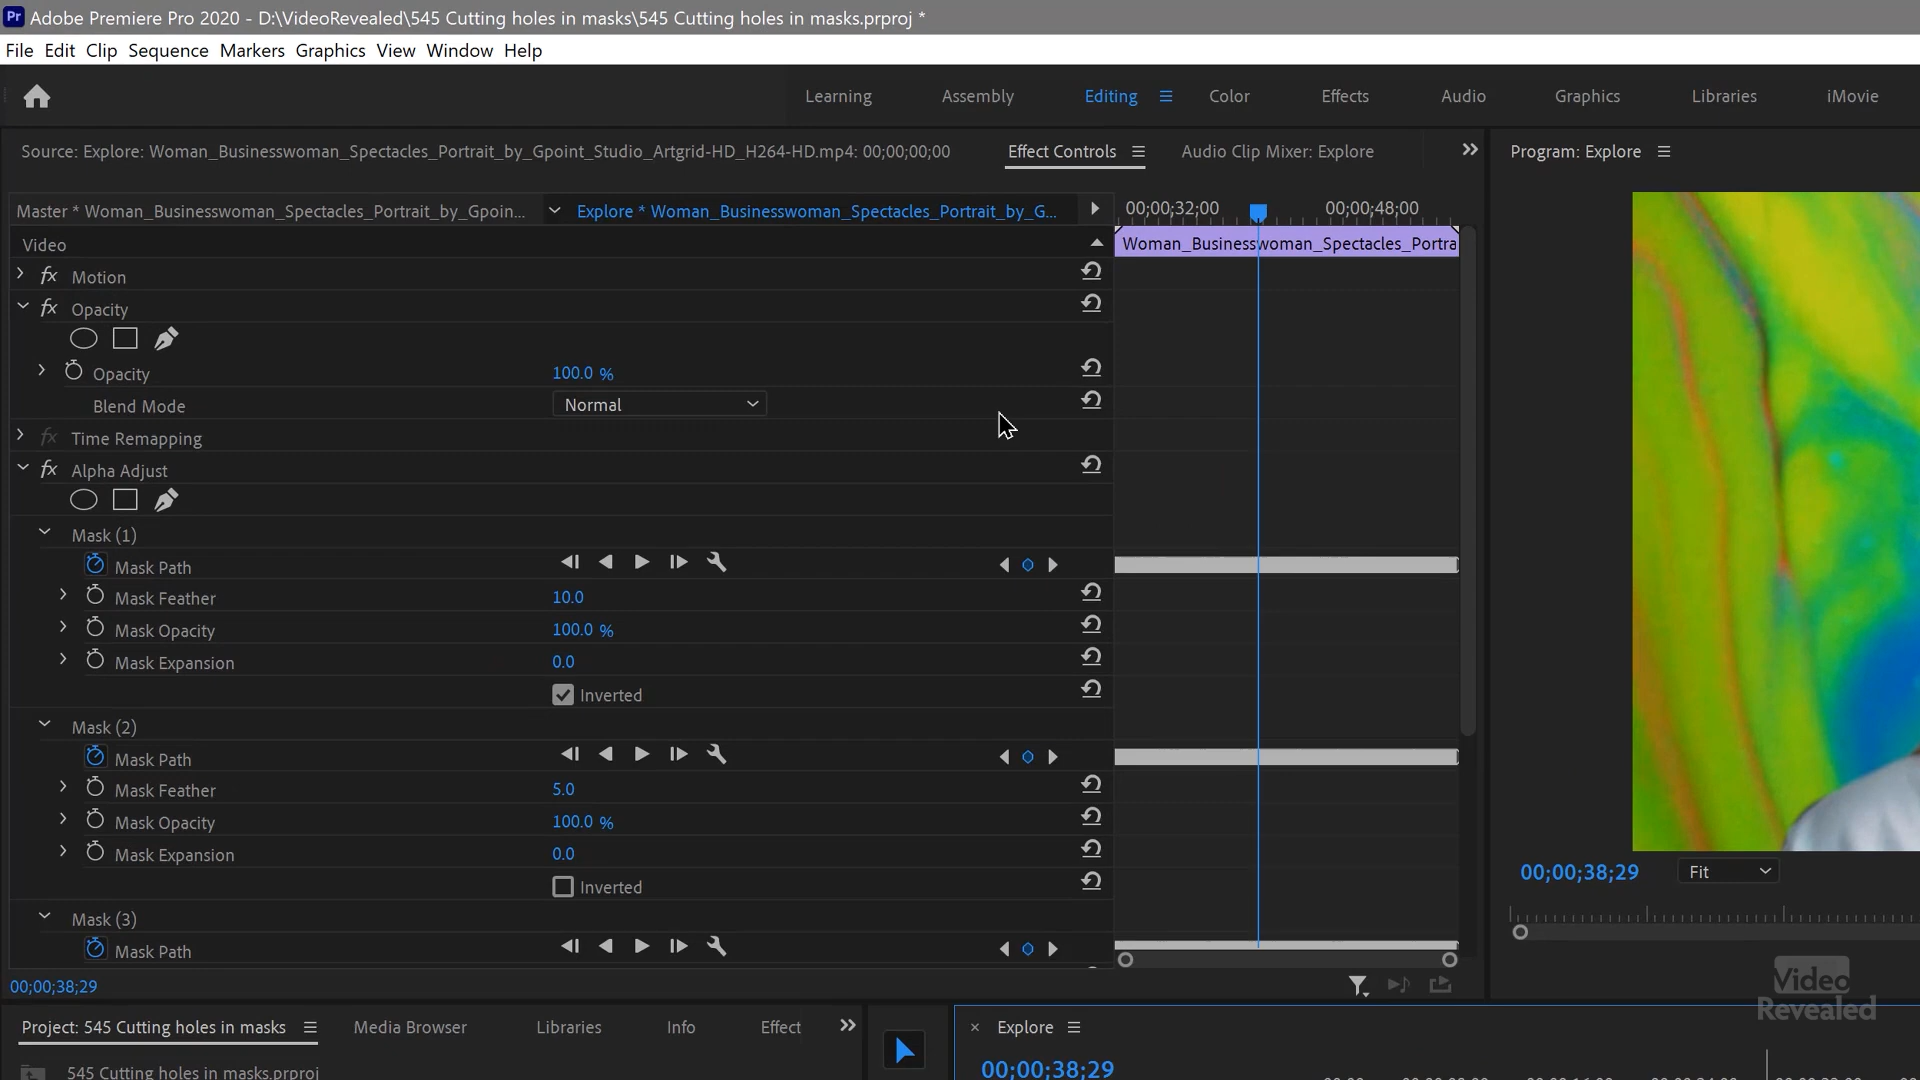 Adobe Premiere Pro 2020 - D:\VideoRevealed\545 Cutting holes in masks\545 Cutting holes in masks.prproj *
File Edit Clip Sequence Markers Graphics View Window Help
Learning Assembly Editing Color Effects Audio Graphics Libraries iMovie
Source: Explore: Woman_Businesswoman_Spectacles_Portrait_by_Gpoint_Studio_Artgrid-HD_H264-HD.mp4: 00;00;00;00 Effect Controls Audio Clip Mixer: Explore Program: Explore
Master * Woman_Businesswoman_Spectacles_Portrait_by_Gpoin... Explore * Woman_Businesswoman_Spectacles_Portrait_by_G... 00;00;32;00 00;00;48;00
Video Woman_Businesswoman_Spectacles_Portra
fx Motion
fx Opacity
Opacity 100.0 %
Blend Mode Normal
fx Time Remapping
fx Alpha Adjust
Mask (1)
Mask Path
Mask Feather 10.0
Mask Opacity 100.0 %
Mask Expansion 0.0
Inverted
Mask (2)
Mask Path
Mask Feather 5.0
Mask Opacity 100.0 %
Mask Expansion 0.0
Inverted
Mask (3)
Mask Path
00;00;38;29 Fit
00;00;38;29
Video
Revealed
Project: 545 Cutting holes in masks Media Browser Libraries Info Effect Explore
545 Cutting holes in masks.prproj 00;00;38;29